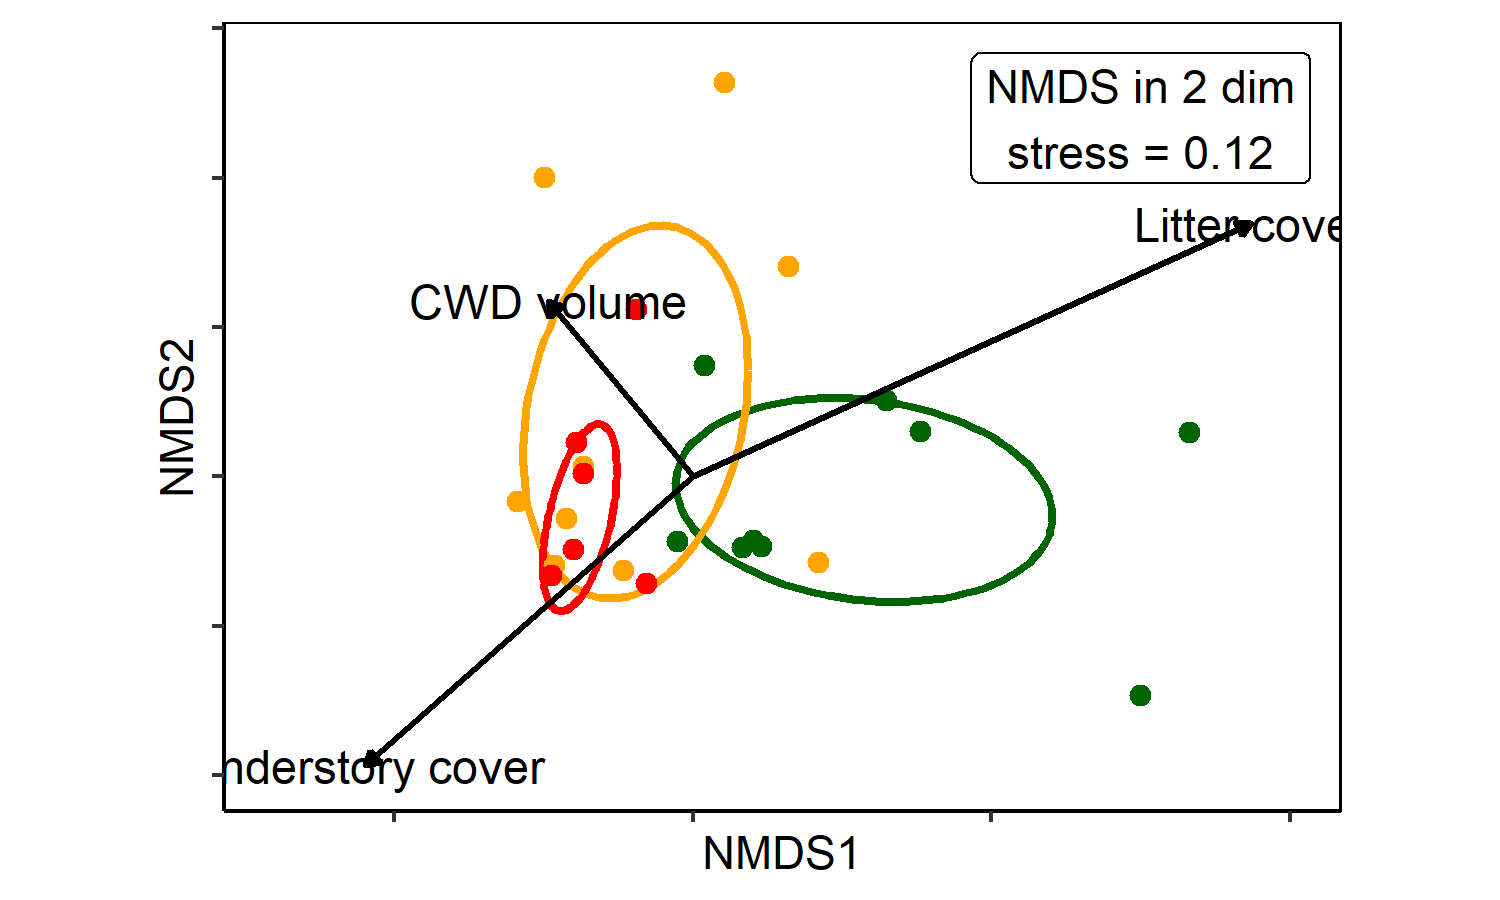 NMDS in 2 dim
stress = 0.12
Litter cove
CWD volume
NMDS2
nderstory cover
NMDS1